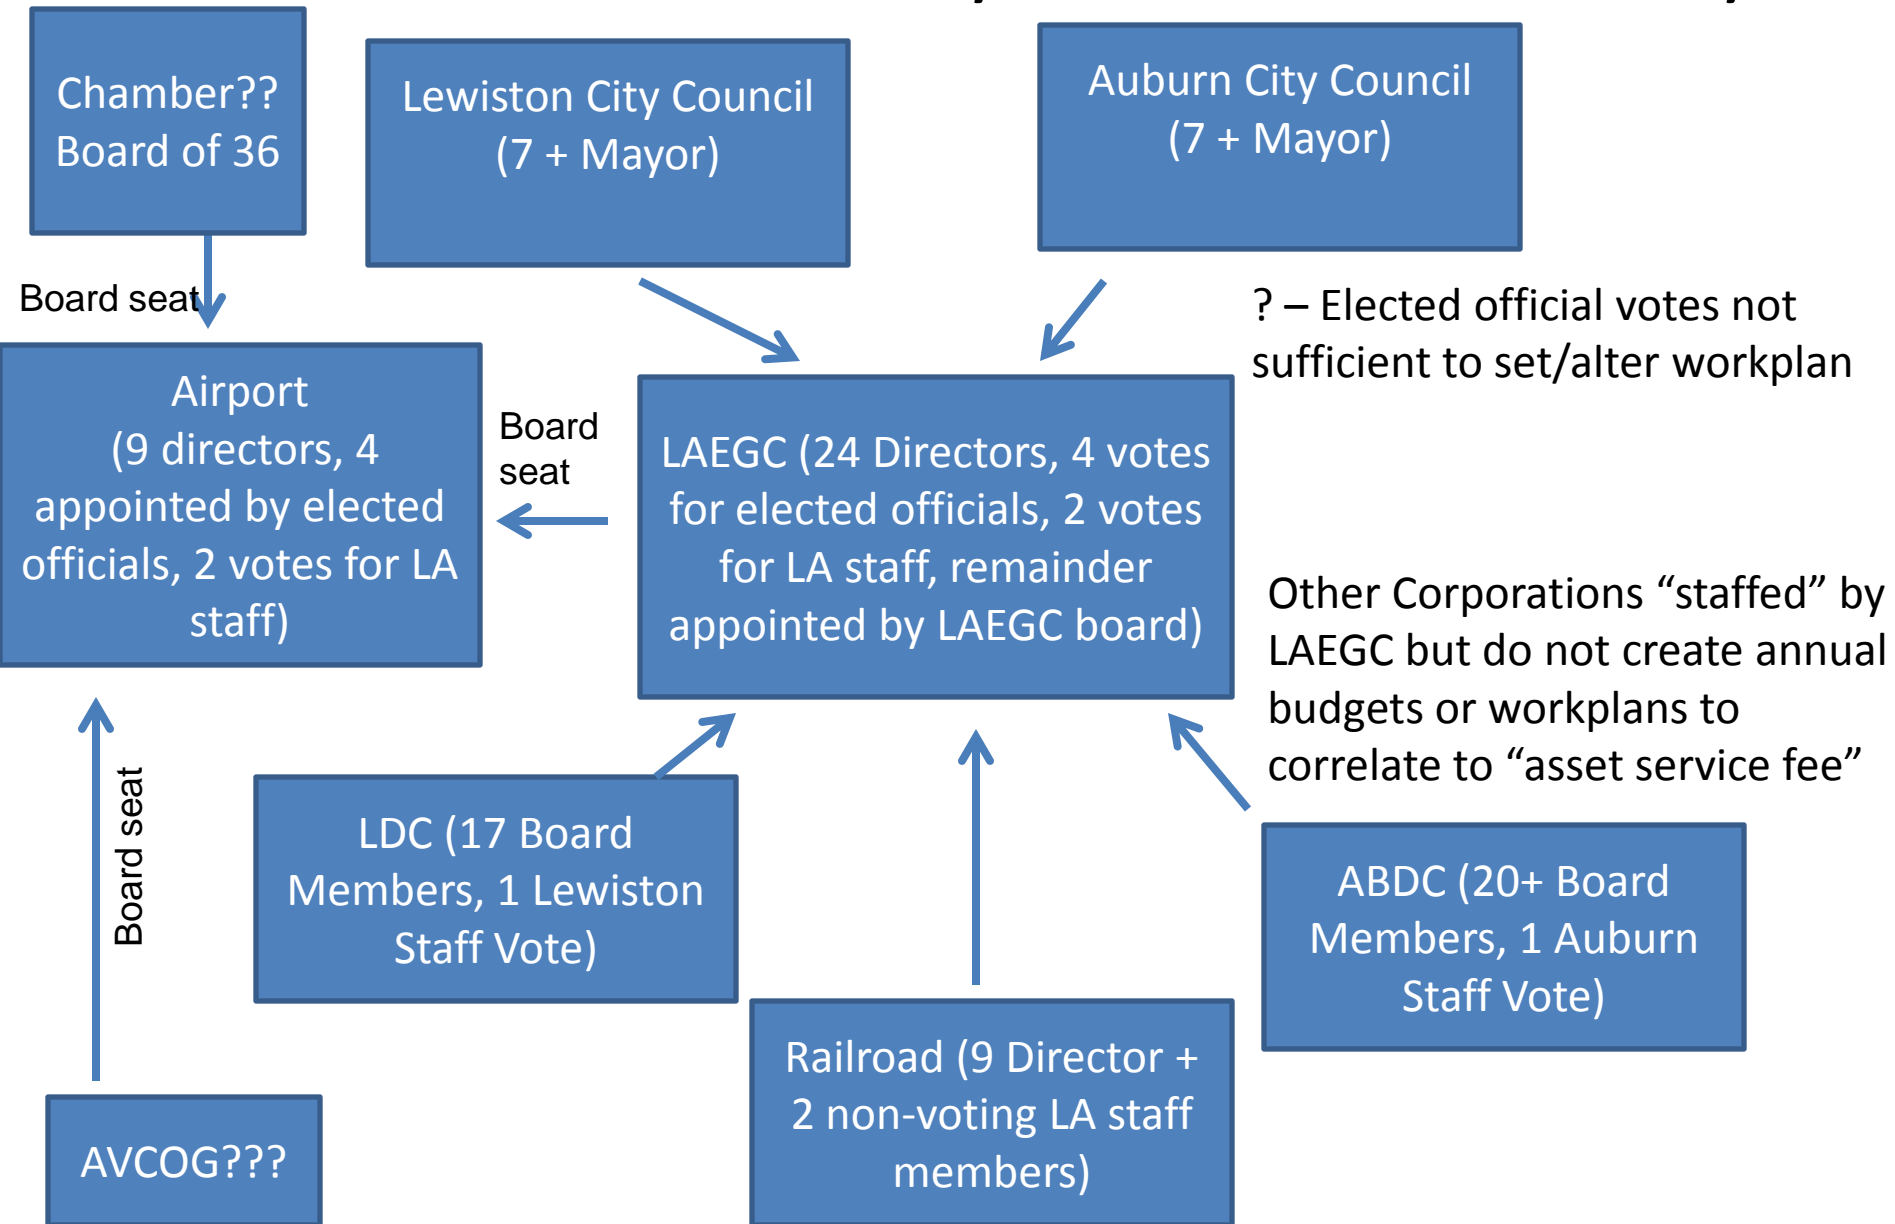 Chamber??
Board of 36
Lewiston City Council
(7 + Mayor)
Auburn City Council
(7 + Mayor)
Board seat
? – Elected official votes not
sufficient to set/alter workplan
Airport
(9 directors, 4
appointed by elected
officials, 2 votes for LA
staff)
Board
seat
LAEGC (24 Directors, 4 votes
for elected officials, 2 votes
for LA staff, remainder
appointed by LAEGC board)
Other Corporations “staffed” by
LAEGC but do not create annual
budgets or workplans to
correlate to “asset service fee”
Board seat
LDC (17 Board
Members, 1 Lewiston
Staff Vote)
ABDC (20+ Board
Members, 1 Auburn
Staff Vote)
Railroad (9 Director +
2 non-voting LA staff
members)
AVCOG???